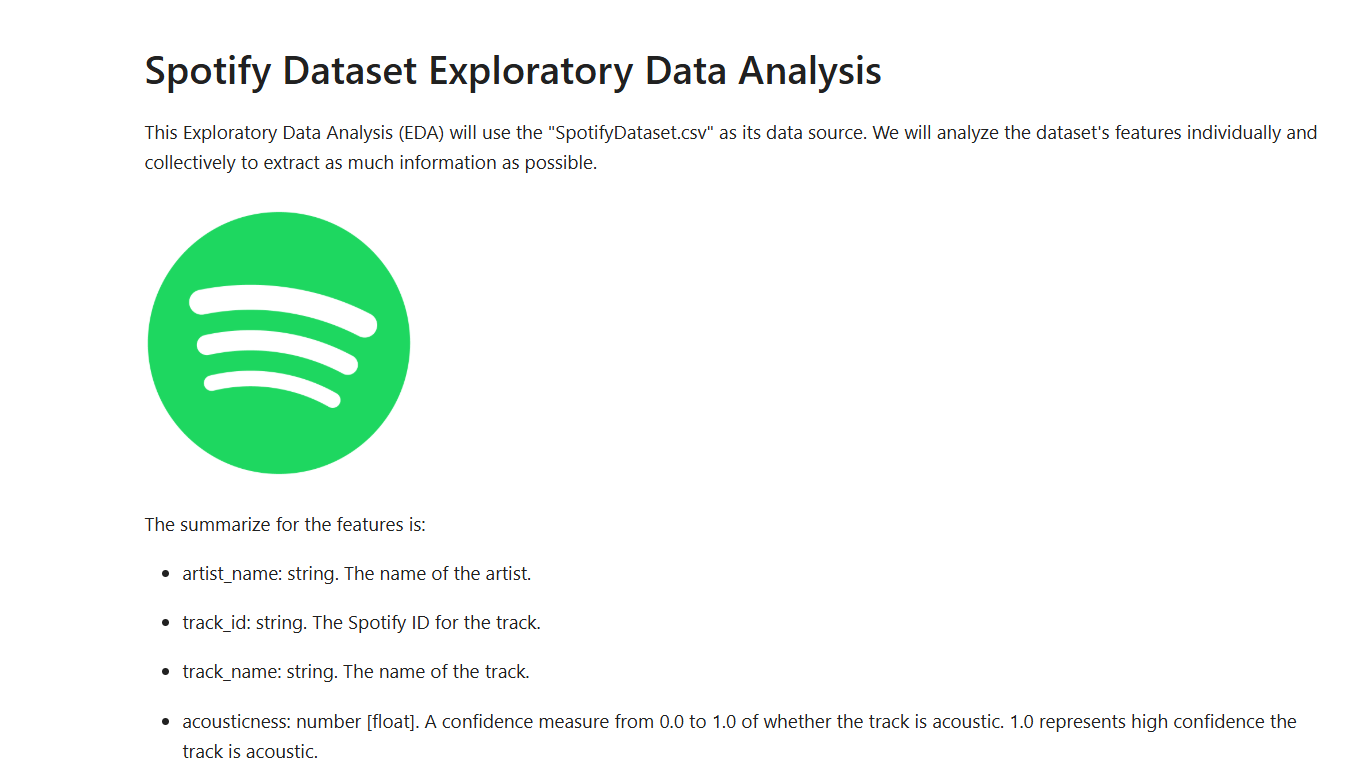 Spotify Dataset Exploratory Data Analysis
This Exploratory Data Analysis (EDA) will use the "SpotifyDataset.csv" as its data source. We will analyze the dataset's features individually and
collectively to extract as much information as possible.
The summarize for the features is:
• artist_name: string. The name of the artist.
• track_id: string. The Spotify ID for the track.
• track_name: string. The name of the track.
• acousticness: number [float]. A confidence measure from 0.0 to 1.0 of whether the track is acoustic. 1.0 represents high confidence the
track is acoustic.